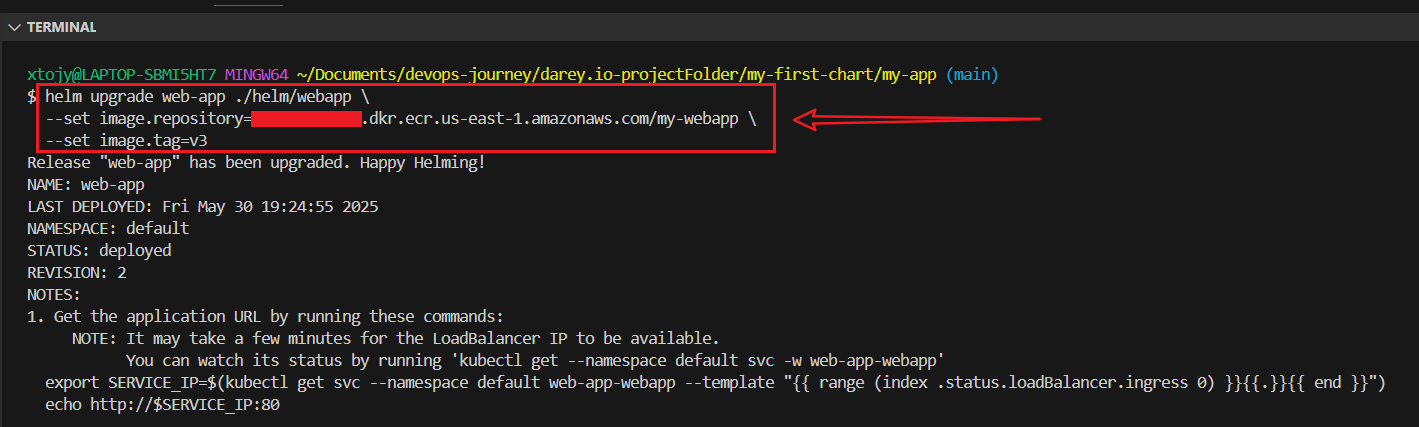 TERMINAL
xtojy@LAPTOP-SBMI5HT7 MINGW64 ~/Documents/devops-journey/darey.io-projectFolder/my-first-chart/my-app (main)
$ helm upgrade web-app ./helm/webapp \
--set image.repository= .dkr.ecr.us-east-1.amazonaws.com/my-webapp \
--set image.tag=v3
Release "web-app" has been upgraded. Happy Helming!
NAME: web-app
LAST DEPLOYED: Fri May 30 19:24:55 2025
NAMESPACE: default
STATUS: deployed
REVISION: 2
NOTES:
1. Get the application URL by running these commands:
NOTE: It may take a few minutes for the LoadBalancer IP to be available.
You can watch its status by running 'kubectl get --namespace default svc -w web-app-webapp'
export SERVICE_IP=$(kubectl get svc --namespace default web-app-webapp --template "{{ range (index .status.loadBalancer.ingress 0) }}{{.}}{{ end }}")
echo http://$SERVICE_IP:80